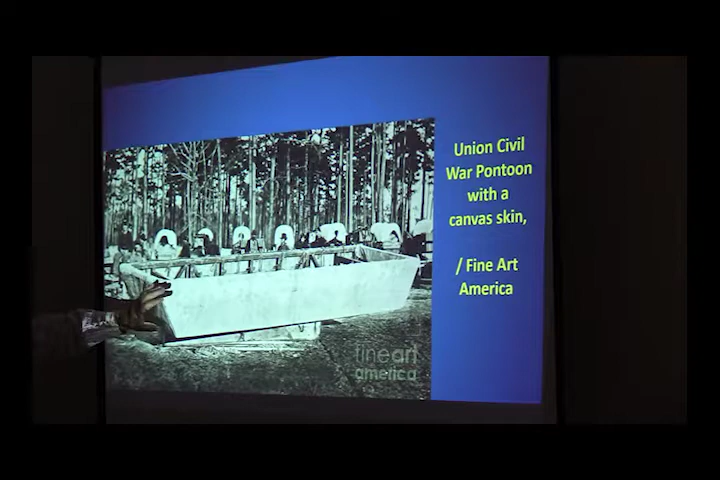 Union Civil
War Pontoon
with a
canvas skin,
/ Fine Art
America
fineart
america